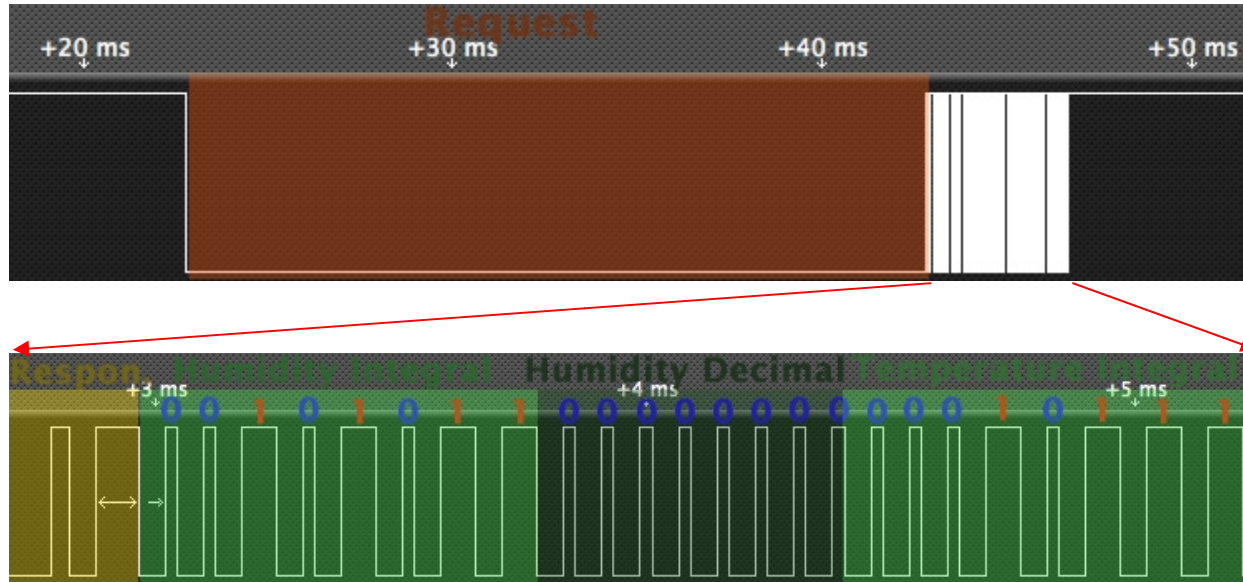 Request
+20 ms +30 ms +40 ms +50 ms
Respon. Humidity Integral Humidity Decimal Temperature Integral
+3 ms +4 ms +5 ms
0 0 1 0 1 0 1 1 0 0 0 0 0 0 0 0 0 0 0 1 0 1 1 1